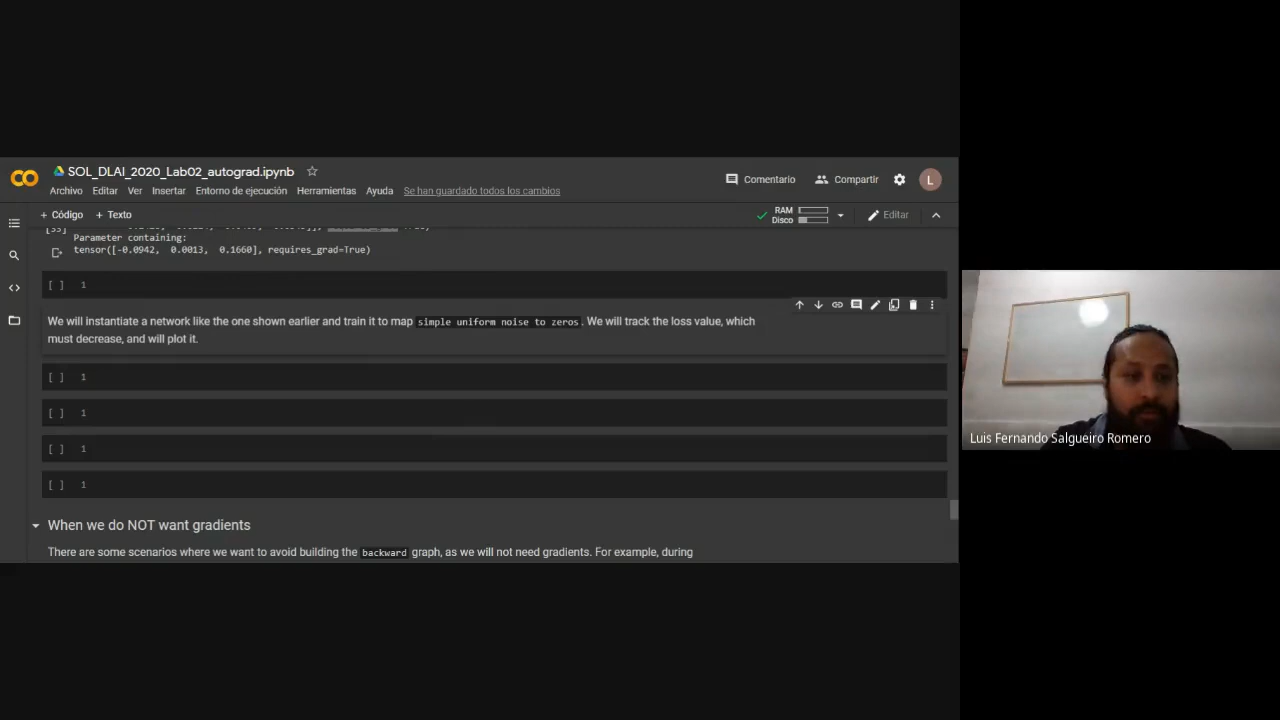 SOL_DLAI_2020_Lab02_autograd.ipynb
Archivo Editar Ver Insertar Entorno de ejecución Herramientas Ayuda Se han guardado todos los cambios
Comentario Compartir L
+ Código + Texto
RAM
Disco
Editar
Parameter containing:
tensor([-0.0942, 0.0013, 0.1660], requires_grad=True)
[ ] 1
We will instantiate a network like the one shown earlier and train it to map simple uniform noise to zeros. We will track the loss value, which
must decrease, and will plot it.
[ ] 1
[ ] 1
[ ] 1
[ ] 1
When we do NOT want gradients
There are some scenarios where we want to avoid building the backward graph, as we will not need gradients. For example, during
Luis Fernando Salgueiro Romero